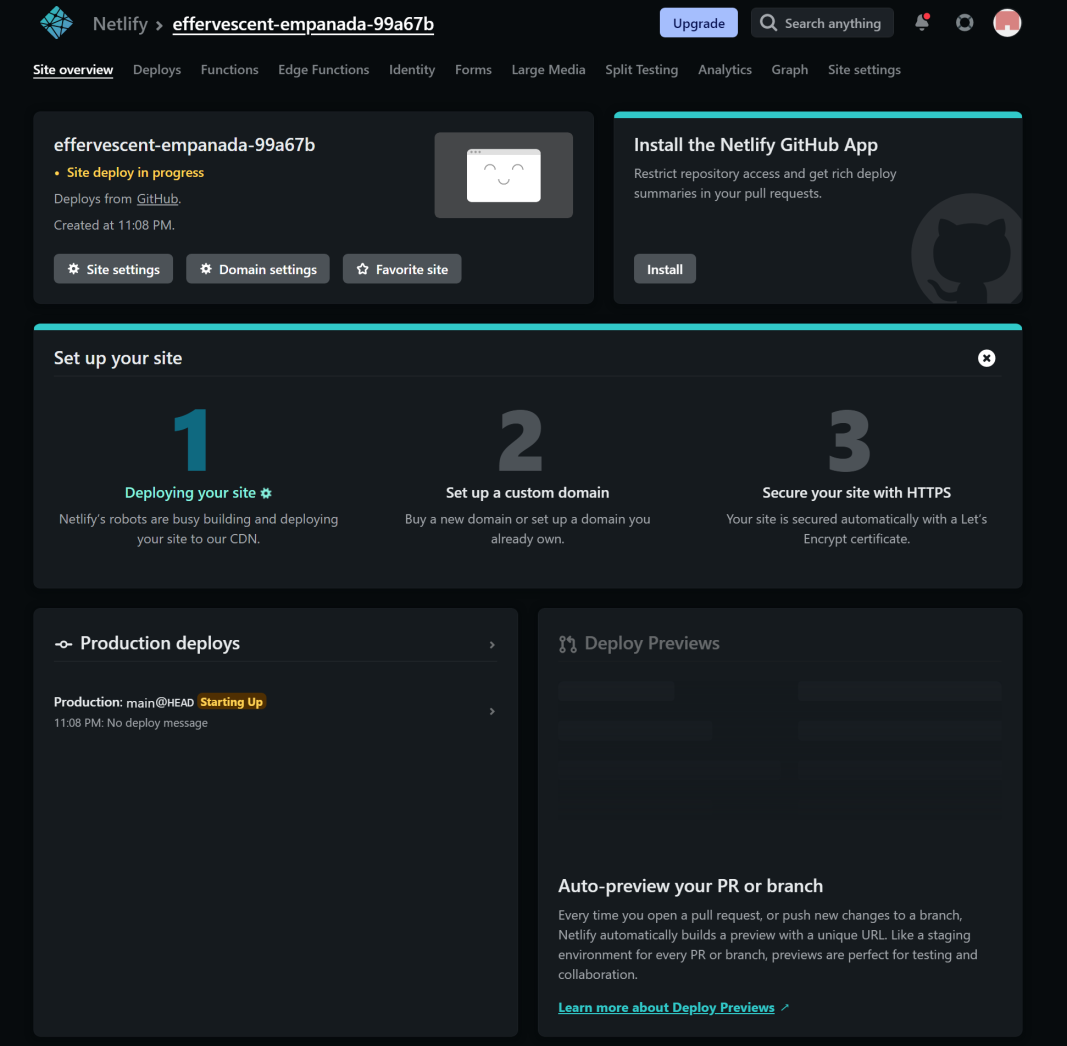 Netlify > effervescent-empanada-99a67b
Upgrade
Search anything
Site overview
Deploys
Functions
Edge Functions
Identity
Forms
Large Media
Split Testing
Analytics
Graph
Site settings
effervescent-empanada-99a67b
• Site deploy in progress
Deploys from GitHub.
Created at 11:08 PM.
Site settings
Domain settings
Favorite site
Install the Netlify GitHub App
Restrict repository access and get rich deploy
summaries in your pull requests.
Install
Set up your site
1
Deploying your site
Netlify's robots are busy building and deploying
your site to our CDN.
2
Set up a custom domain
Buy a new domain or set up a domain you
already own.
3
Secure your site with HTTPS
Your site is secured automatically with a Let's
Encrypt certificate.
Production deploys
Production: main@HEAD Starting Up
11:08 PM: No deploy message
Deploy Previews
Auto-preview your PR or branch
Every time you open a pull request, or push new changes to a branch,
Netlify automatically builds a preview with a unique URL. Like a staging
environment for every PR or branch, previews are perfect for testing and
collaboration.
Learn more about Deploy Previews ↗